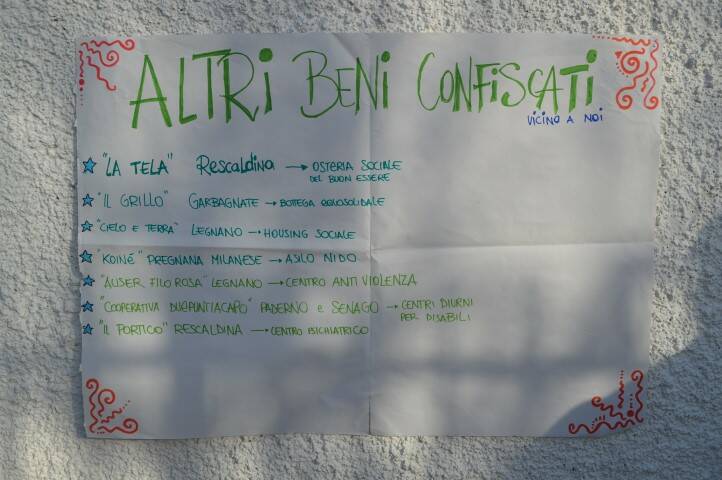 ALTRI BENI CONFISCATI
VICINO A NOI
"LA TELA" RESCALDINA → OSTERIA SOCIALE
DEL BUON ESSERE
"IL GRILLO" GARBAGNATE → BOTTEGA EQUOSOLIDALE
"CIELO E TERRA" LEGNANO → HOUSING SOCIALE
"KOINÉ" PREGNANA MILANESE → ASILO NIDO
"AUSER FILO ROSA" LEGNANO → CENTRO ANTI VIOLENZA
"COOPERATIVA DUEPUNTIACAPO" PADERNO e SENAGO → CENTRI DIURNI
PER DISABILI
"IL PORTICO" RESCALDINA → CENTRO PSICHIATRICO